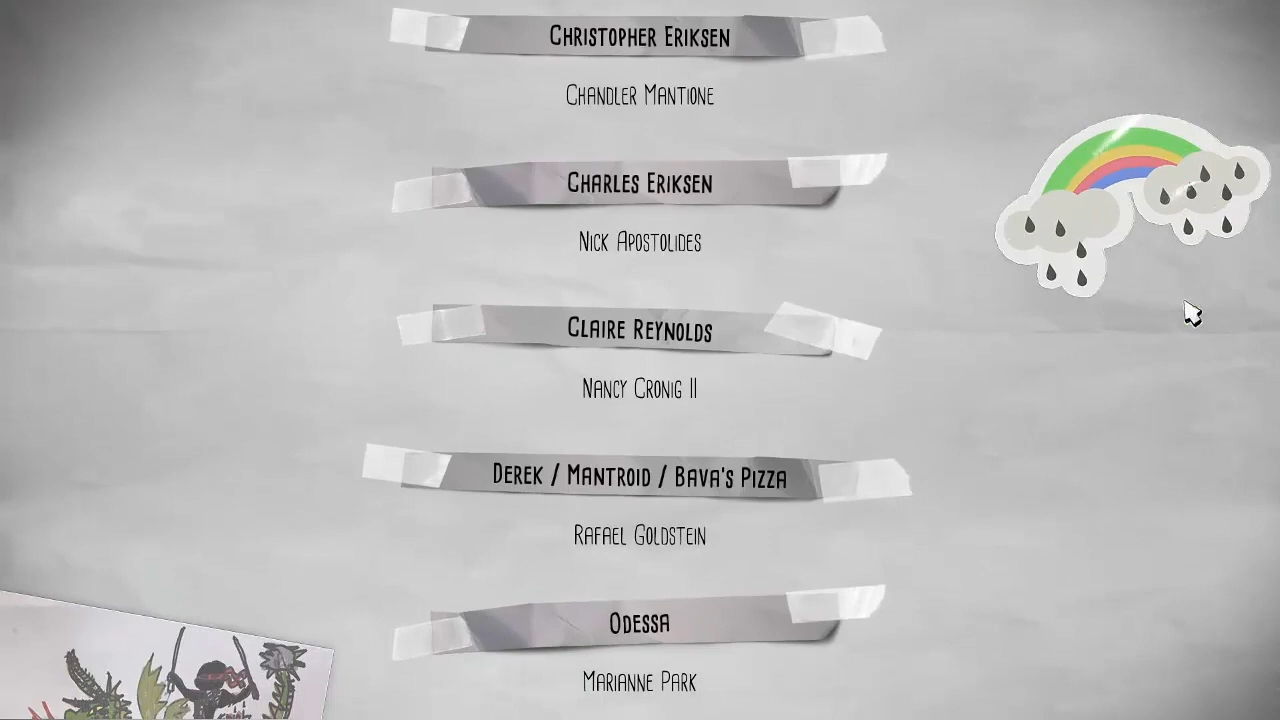 Christopher Eriksen
Chandler Mantione
Charles Eriksen
Nick Apostolides
Claire Reynolds
Nancy Cronig II
Derek / Mantroid / Bava's Pizza
Rafael Goldstein
Odessa
Marianne Park